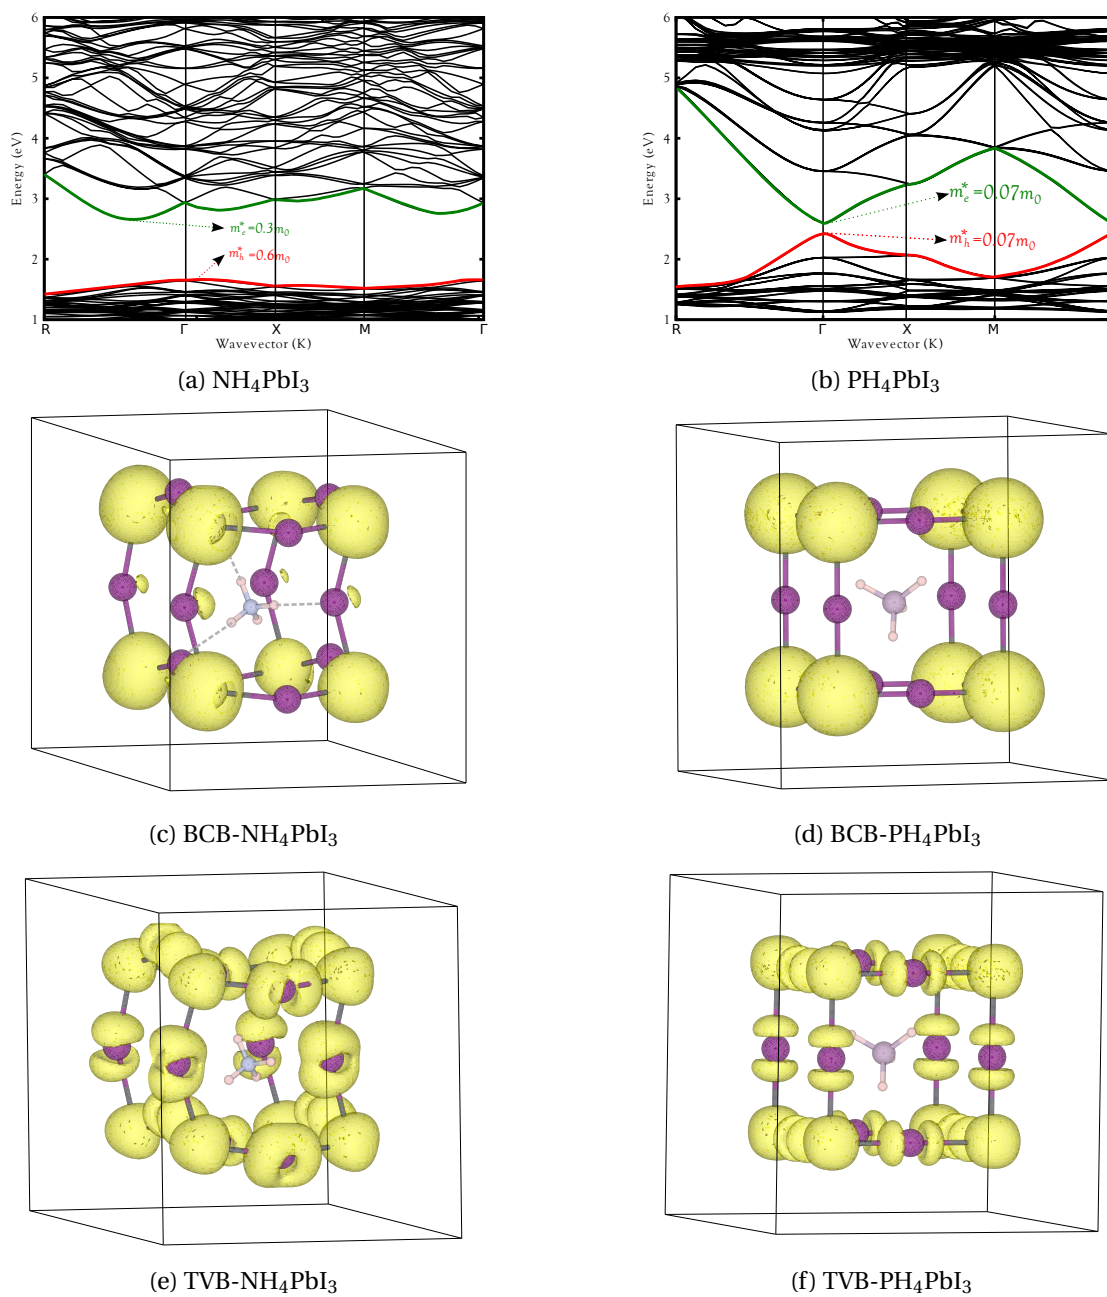 6
5
4
3
2
1
Energy (eV)
m*e=0.3m0
m*h=0.6m0
R Γ X M Γ
Wavevector (K)
(a) NH4PbI3
6
5
4
3
2
1
Energy (eV)
m*e=0.07m0
m*h=0.07m0
R Γ X M
Wavevector (K)
(b) PH4PbI3
(c) BCB-NH4PbI3
(d) BCB-PH4PbI3
(e) TVB-NH4PbI3
(f) TVB-PH4PbI3